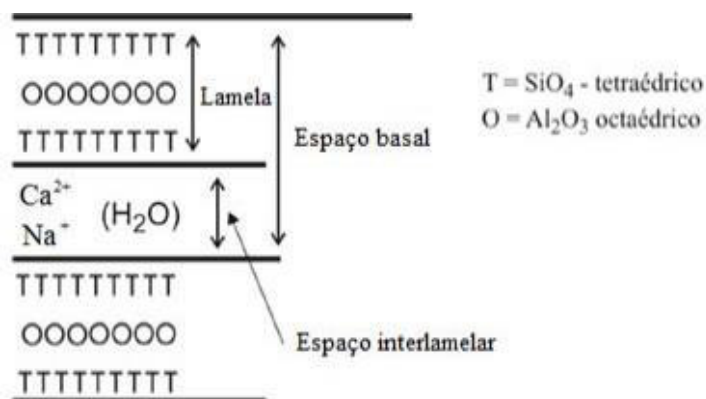 TTTTTTTTT
OOOOOOO
TTTTTTTTT
Lamela
Espaço basal
Ca²⁺
Na⁺ (H₂O)
TTTTTTTTT
OOOOOOO
TTTTTTTTT
Espaço interlamelar
T = SiO₄ - tetraédrico
O = Al₂O₃ octaédrico